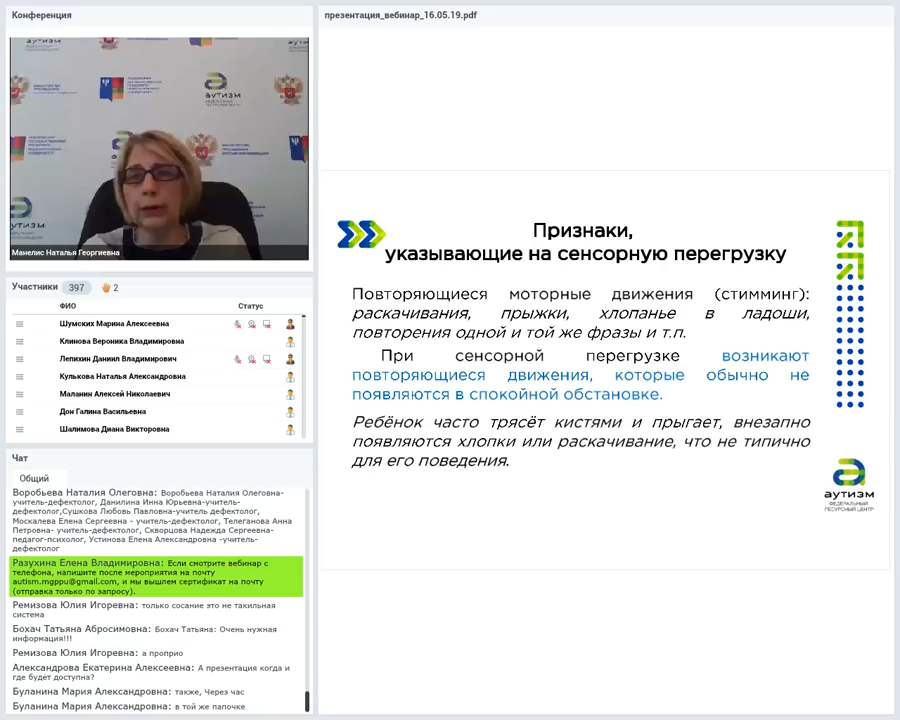 Конференция
аутизм
Манелис Наталья Георгиевна
Участники 397 2
ФИО Статус
Шумских Марина Алексеевна
Клинова Вероника Владимировна
Лепихин Даниил Владимирович
Кулькова Наталья Александровна
Маланин Алексей Николаевич
Дон Галина Васильевна
Шалимова Диана Викторовна
Чат
Общий
Воробьева Наталия Олеговна: Воробьева Наталия Олеговна-
учитель-дефектолог, Данилина Инна Юрьевна-учитель-
дефектолог,Сушкова Любовь Павловна-учитель дефектолог,
Москалева Елена Сергеевна - учитель-дефектолог, Телеганова Анна
Петровна- учитель-дефектолог, Скворцова Надежда Сергеевна-
педагог-психолог, Устинова Елена Александровна -учитель-
дефектолог
Разухина Елена Владимировна: Если смотрите вебинар с
телефона, напишите после мероприятия на почту
autism.mgppu@gmail.com, и мы вышлем сертификат на почту
(отправка только по запросу).
Ремизова Юлия Игоревна: только сосание это не такильная
система
Бохач Татьяна Абросимовна: Бохач Татьяна: Очень нужная
информация!!!
Ремизова Юлия Игоревна: а проприо
Александрова Екатерина Алексеевна: А презентация когда и
где будет доступна?
Буланина Мария Александровна: также, Через час
Буланина Мария Александровна: в той же папочке
презентация_вебинар_16.05.19.pdf
Признаки,
указывающие на сенсорную перегрузку
Повторяющиеся моторные движения (стимминг):
раскачивания, прыжки, хлопанье в ладоши,
повторения одной и той же фразы и т.п.
При сенсорной перегрузке возникают
повторяющиеся движения, которые обычно не
появляются в спокойной обстановке.
Ребёнок часто трясёт кистями и прыгает, внезапно
появляются хлопки или раскачивание, что не типично
для его поведения.
аутизм
ФЕДЕРАЛЬНЫЙ
РЕСУРСНЫЙ ЦЕНТР